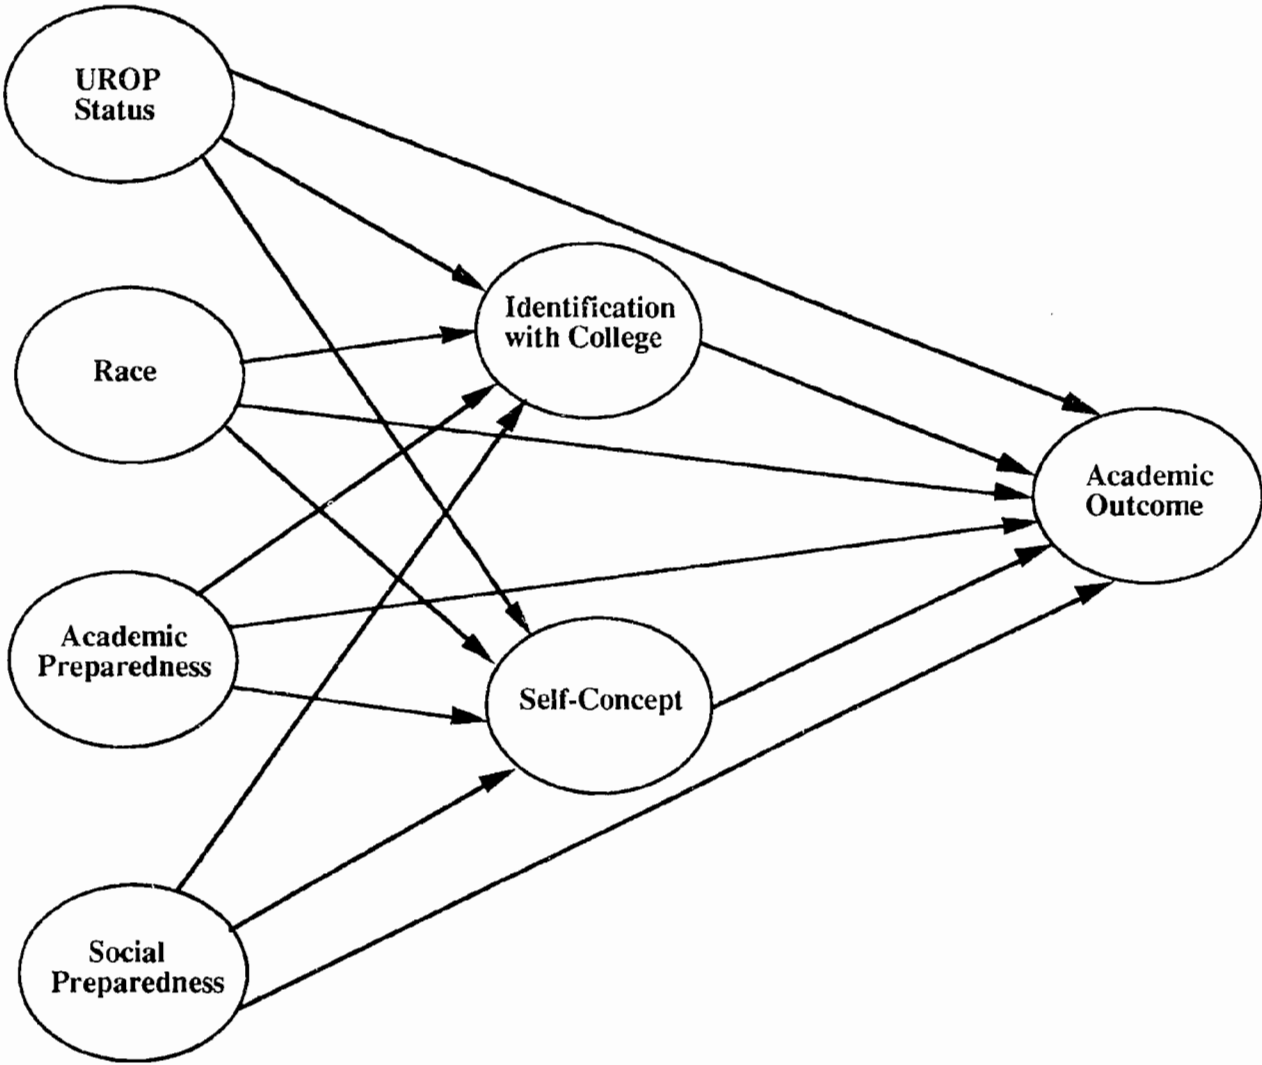 UROP
Status
Identification
with College
Race
Academic
Outcome
Academic
Preparedness
Self-Concept
Social
Preparedness